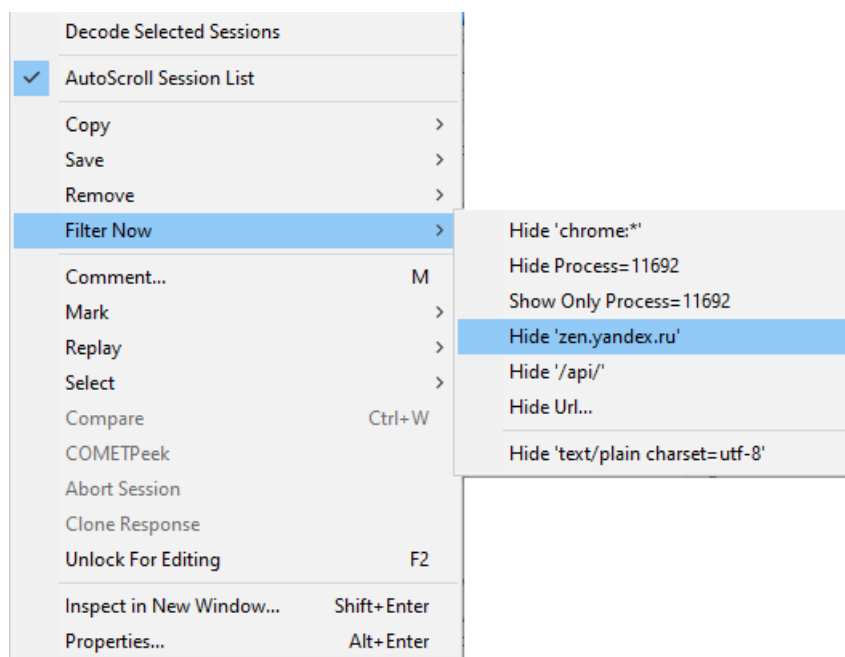 Decode Selected Sessions
AutoScroll Session List
Copy
Save
Remove
Filter Now
Comment... M
Mark
Replay
Select
Compare Ctrl+W
COMETPeek
Abort Session
Clone Response
Unlock For Editing F2
Inspect in New Window... Shift+Enter
Properties... Alt+Enter
Hide 'chrome:*'
Hide Process=11692
Show Only Process=11692
Hide 'zen.yandex.ru'
Hide '/api/'
Hide Url...
Hide 'text/plain charset=utf-8'